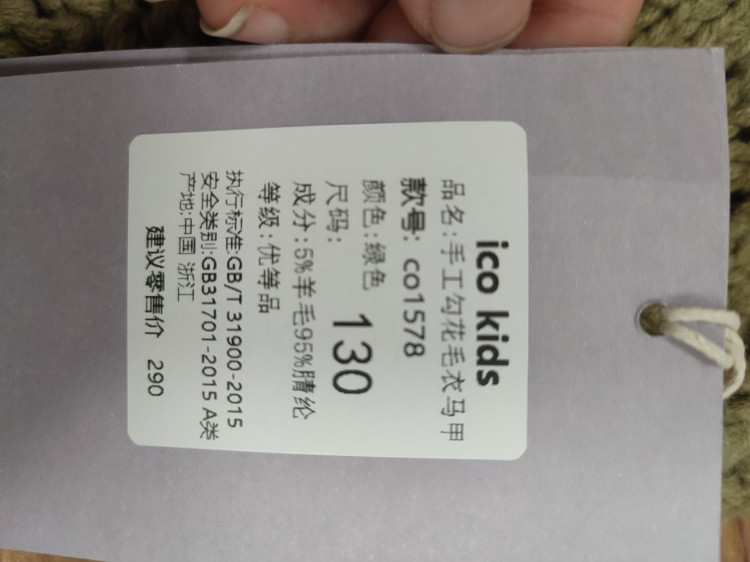 ico kids
品名:手工勾花毛衣马甲
款号: co1578
颜色:绿色
尺码: 130
成分:5%羊毛95%腈纶
等级:优等品
执行标准:GB/T 31900-2015
安全类别:GB31701-2015 A类
产地:中国 浙江
建议零售价 290